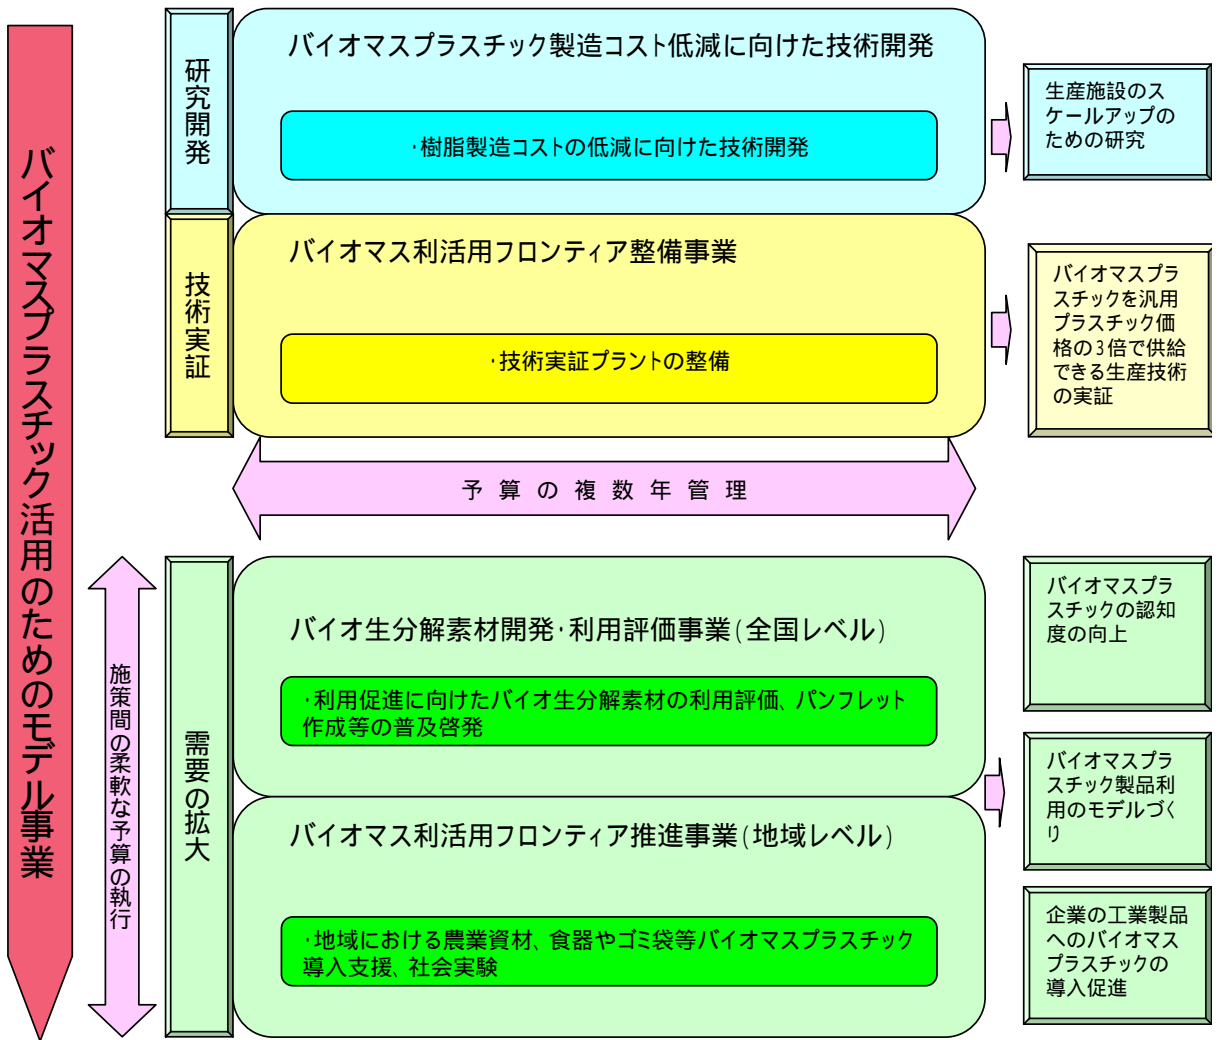 バイオマスプラスチック活用のためのモデル事業
研究開発
バイオマスプラスチック製造コスト低減に向けた技術開発
・樹脂製造コストの低減に向けた技術開発
生産施設のス
ケールアップの
ための研究
技術実証
バイオマス利活用フロンティア整備事業
・技術実証プラントの整備
バイオマスプラ
スチックを汎用
プラスチック価
格の3倍で供給
できる生産技術
の実証
予算の複数年管理
施策間の柔軟な予算の執行
需要の拡大
バイオ生分解素材開発・利用評価事業(全国レベル)
・利用促進に向けたバイオ生分解素材の利用評価、パンフレット
作成等の普及啓発
バイオマスプラ
スチックの認知
度の向上
バイオマスプラ
スチック製品利
用のモデルづく
り
バイオマス利活用フロンティア推進事業(地域レベル)
・地域における農業資材、食器やゴミ袋等バイオマスプラスチック
導入支援、社会実験
企業の工業製品
へのバイオマス
プラスチックの
導入促進